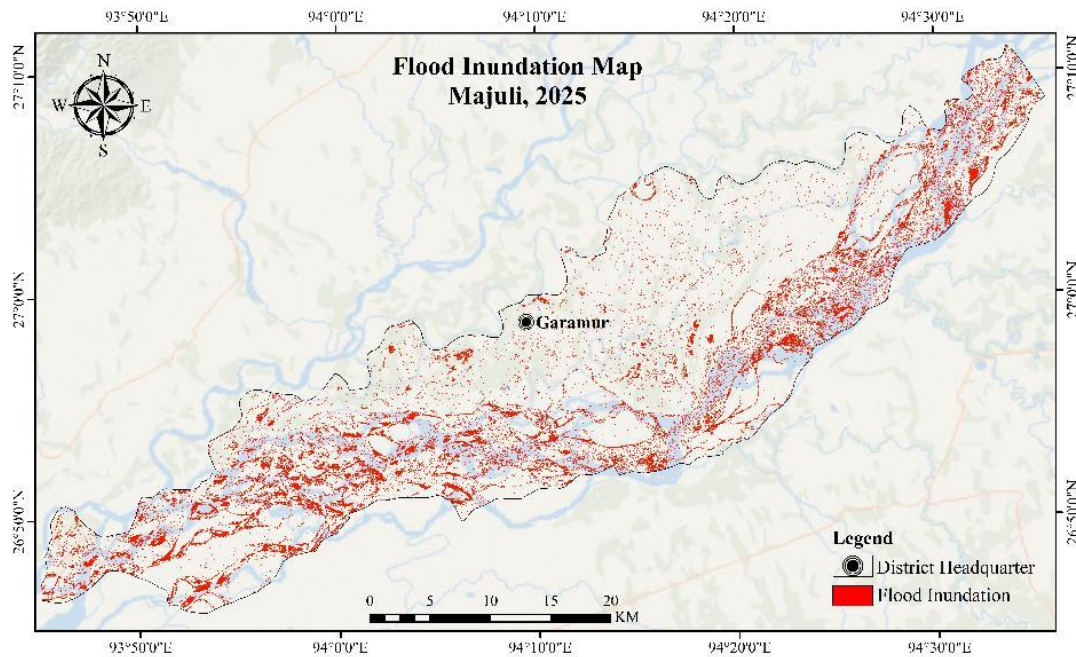 93°50'0"E 94°0'0"E 94°10'0"E 94°20'0"E 94°30'0"E
Flood Inundation Map
Majuli, 2025
N
W E
S
27°10'0"N 27°10'0"N
27°0'0"N 27°0'0"N
Garamur
26°50'0"N 26°50'0"N
Legend
District Headquarter
Flood Inundation
0 5 10 15 20
KM
93°50'0"E 94°0'0"E 94°10'0"E 94°20'0"E 94°30'0"E